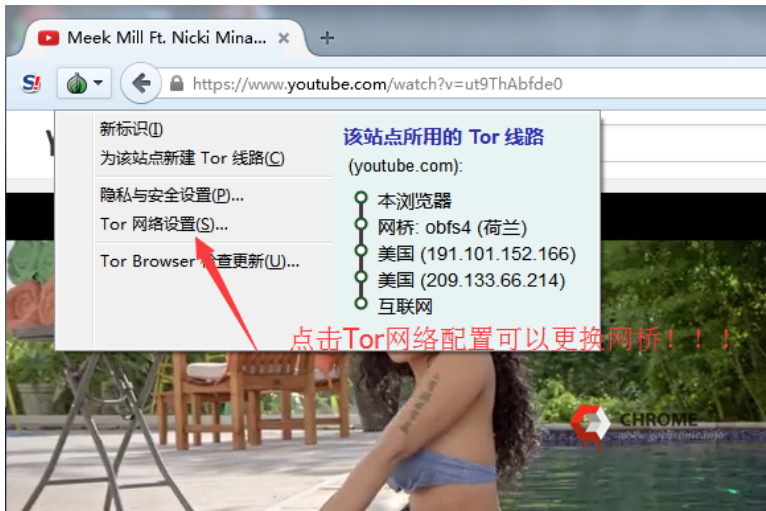 Meek Mill Ft. Nicki Mina...
S!
https://www.youtube.com/watch?v=ut9ThAbfde0
新标识(I)
为该站点新建 Tor 线路(C)
隐私与安全设置(P)...
Tor 网络设置(S)...
Tor Browser 检查更新(U)...
该站点所用的 Tor 线路
(youtube.com):
本浏览器
网桥: obfs4 (荷兰)
美国 (191.101.152.166)
美国 (209.133.66.214)
互联网
点击Tor网络配置可以更换网桥！！！
CHROME
www.gochrome.info